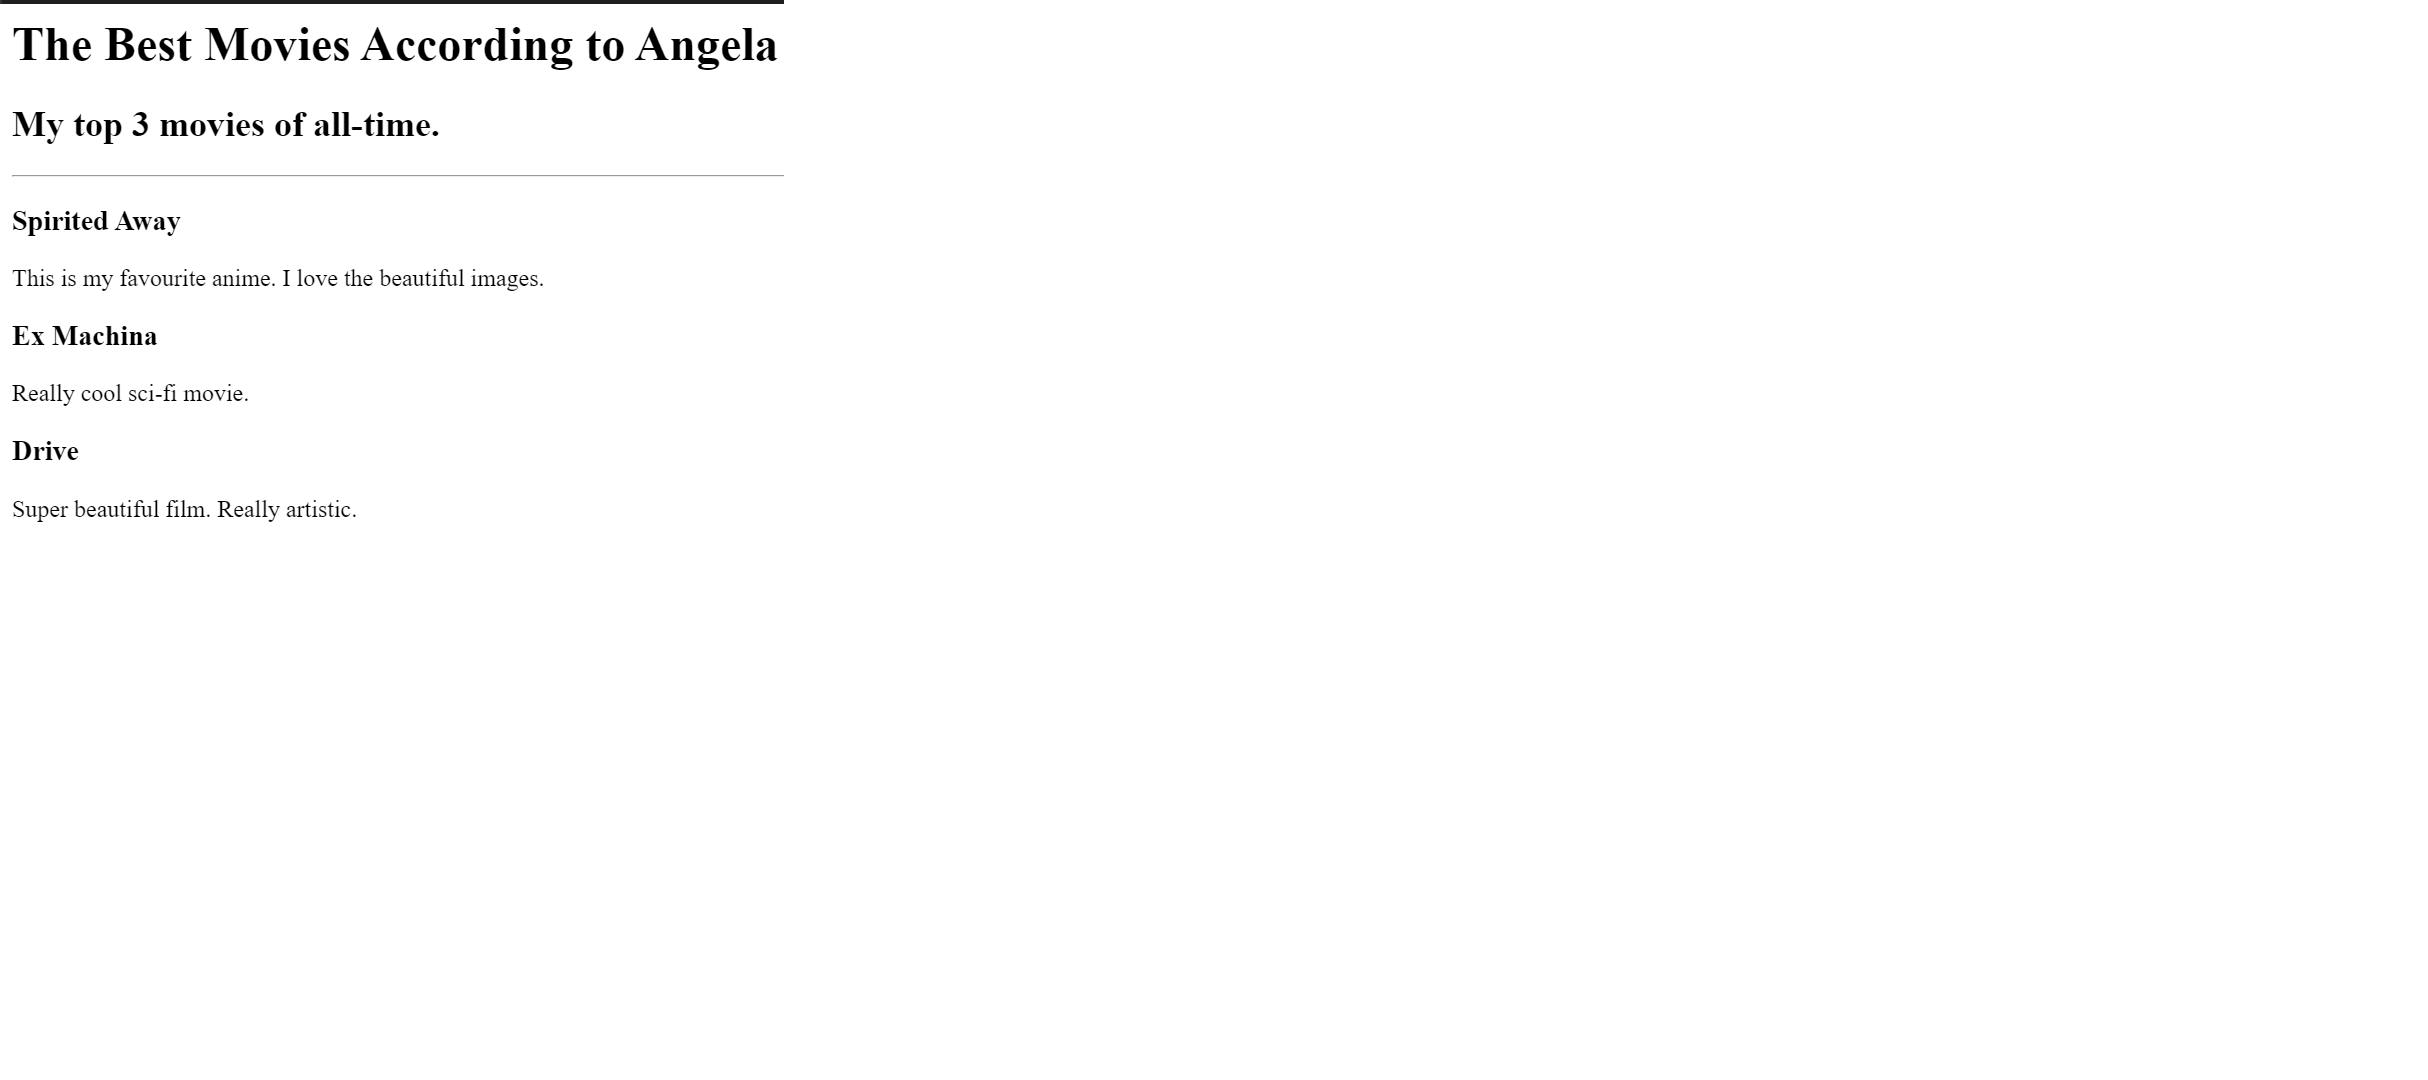 The Best Movies According to Angela
My top 3 movies of all-time.
Spirited Away
This is my favourite anime. I love the beautiful images.
Ex Machina
Really cool sci-fi movie.
Drive
Super beautiful film. Really artistic.